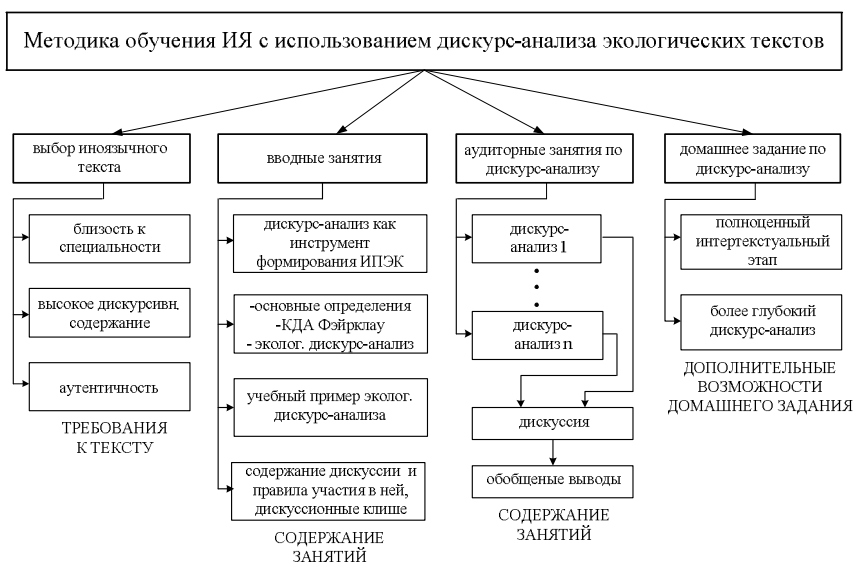 Методика обучения ИЯ с использованием дискурс-анализа экологических текстов
выбор иноязычного
текста
близость к
специальности
высокое дискурсивн.
содержание
аутентичность
ТРЕБОВАНИЯ
К ТЕКСТУ
вводные занятия
дискурс-анализ как
инструмент
формирования ИПЭК
-основные определения
-КДА Фэйрклау
- эколог. дискурс-анализ
учебный пример эколог.
дискурс-анализа
содержание дискуссии и
правила участия в ней,
дискуссионные клише
СОДЕРЖАНИЕ
ЗАНЯТИЙ
аудиторные занятия по
дискурс-анализу
дискурс-
анализ 1
дискурс-
анализ n
дискуссия
обобщеные выводы
СОДЕРЖАНИЕ
ЗАНЯТИЙ
домашнее задание по
дискурс-анализу
полноценный
интертекстуальный
этап
более глубокий
дискурс-анализ
ДОПОЛНИТЕЛЬНЫЕ
ВОЗМОЖНОСТИ
ДОМАШНЕГО ЗАДАНИЯ